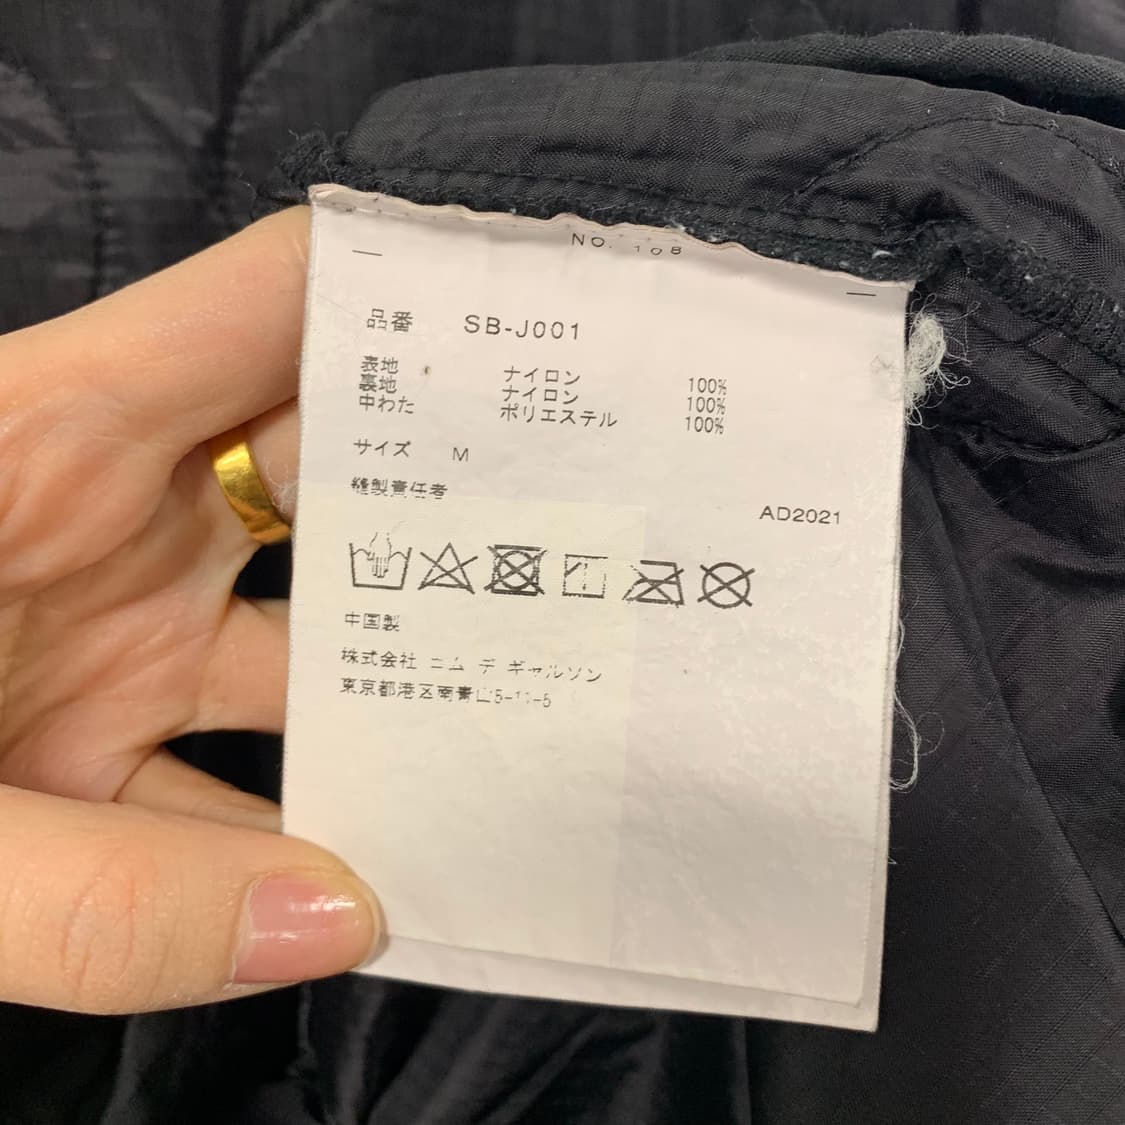 NO. 108
品番 SB-J001
表地 ナイロン 100%
裏地 ナイロン 100%
中わた ポリエステル 100%
サイズ M
縫製責任者
AD2021
中国製
株式会社 コム デ ギャルソン
東京都港区南青山5-11-5